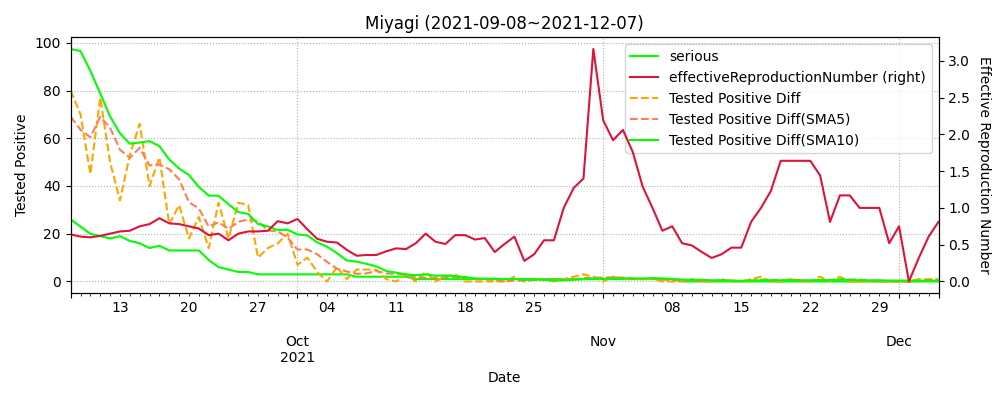 Miyagi (2021-09-08~2021-12-07)
100
80
60
40
20
0
Tested Positive
3.0
2.5
2.0
1.5
1.0
0.5
0.0
Effective Reproductive Number
serious
effectiveReproductionNumber (right)
Tested Positive Diff
Tested Positive Diff(SMA5)
Tested Positive Diff(SMA10)
13 20 27 04 11 18 25 08 15 22 29
Oct Nov Dec
2021
Date